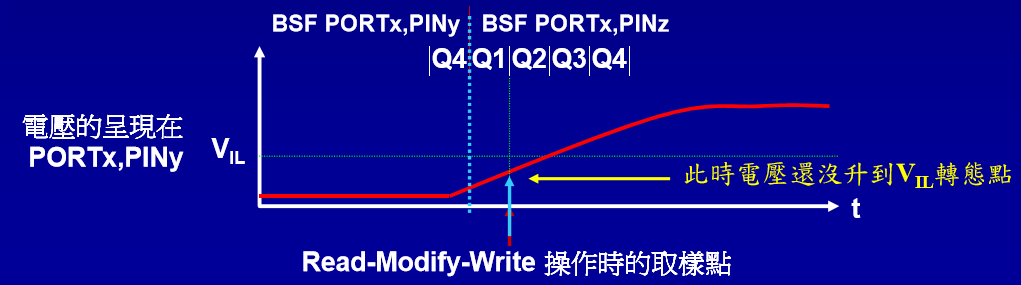 BSF PORTx,PINy BSF PORTx,PINz
|Q4|Q1|Q2|Q3|Q4|
電壓的呈現在
PORTx,PINy
VIL
此時電壓還沒升到VIL轉態點
t
Read-Modify-Write 操作時的取樣點